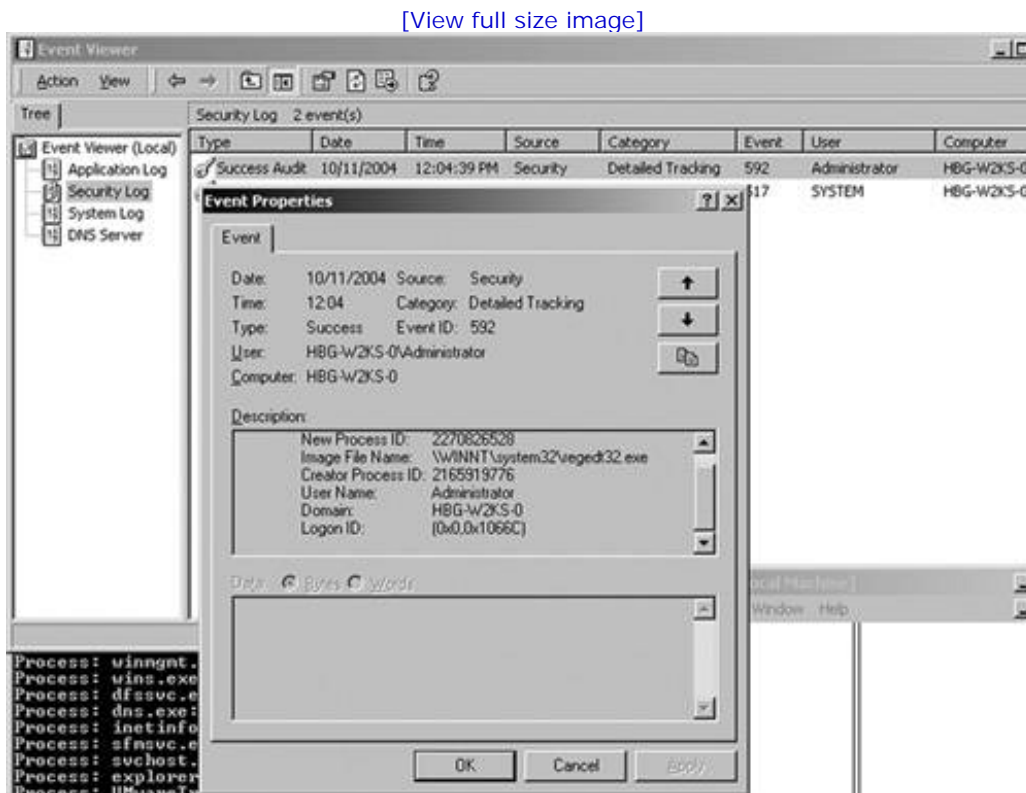 [View full size image]
Event Viewer
Action View
Tree
Security Log 2 event(s)
Type Date Time Source Category Event User Computer
Event Viewer (Local)
Application Log
Security Log
System Log
DNS Server
Success Audit 10/11/2004 12:04:39 PM Security Detailed Tracking 592 Administrator HBG-W2KS-0
517 SYSTEM HBG-W2KS-0
Event Properties
Event
Date: 10/11/2004 Source: Security
Time: 12:04 Category: Detailed Tracking
Type: Success Event ID: 592
User: HBG-W2KS-0\Administrator
Computer: HBG-W2KS-0
Description:
New Process ID: 2270826528
Image File Name: \WINNT\system32\regedt32.exe
Creator Process ID: 2165919776
User Name: Administrator
Domain: HBG-W2KS-0
Logon ID: (0x0,0x1066C)
Data: Bytes Words
ocal Machine]
Window Help
Process: winmgnt.
Process: wins.exe
Process: dfssvc.e
Process: dns.exe:
Process: inetinfo
Process: sfmsvc.e
Process: svchost.
Process: explorer
OK Cancel Apply